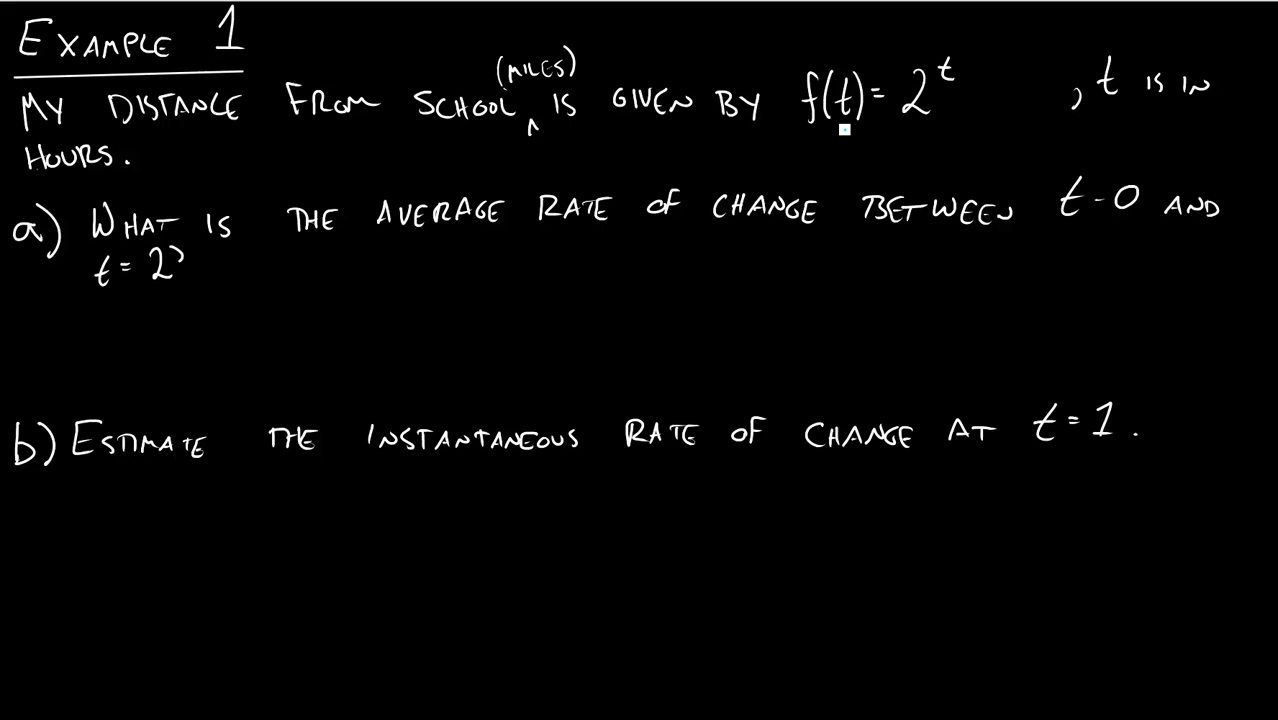 EXAMPLE 1
(MILES)
MY DISTANCE FROM SCHOOL ^ IS GIVEN BY f(t) = 2^t , t IS IN
HOURS.
a) WHAT IS THE AVERAGE RATE OF CHANGE BETWEEN t - 0 AND
t = 2?
b) ESTIMATE THE INSTANTANEOUS RATE OF CHANGE AT t = 1.